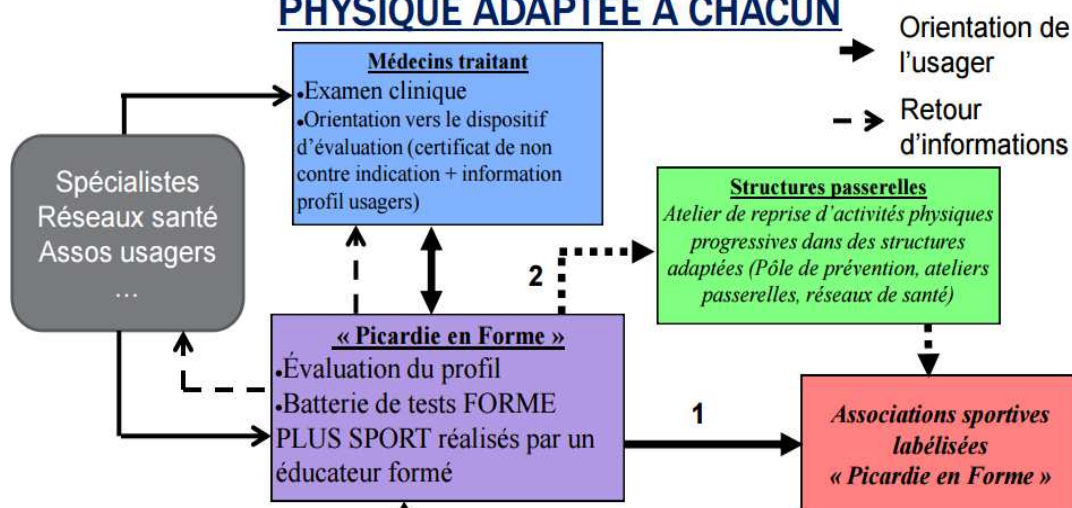 PHYSIQUE ADAPTÉE À CHACUN
Orientation de
l'usager
Retour
d'informations
Médecins traitant
•Examen clinique
•Orientation vers le dispositif
d'évaluation (certificat de non
contre indication + information
profil usagers)
Spécialistes
Réseaux santé
Assos usagers
...
Structures passerelles
Atelier de reprise d'activités physiques
progressives dans des structures
adaptées (Pôle de prévention, ateliers
passerelles, réseaux de santé)
2
« Picardie en Forme »
•Évaluation du profil
•Batterie de tests FORME
PLUS SPORT réalisés par un
éducateur formé
1
Associations sportives
labélisées
« Picardie en Forme »